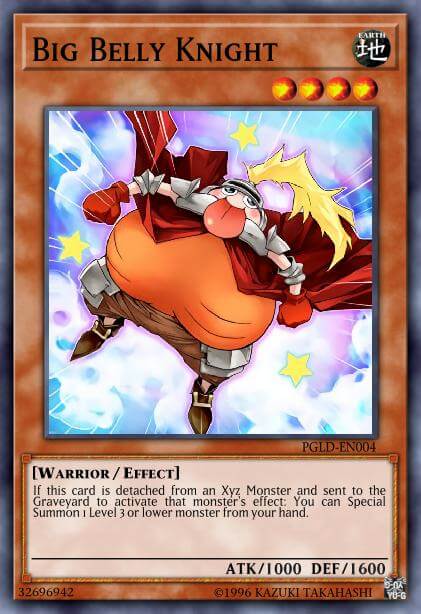 Big Belly Knight
EARTH
地
PGLD-EN004
[Warrior / Effect]
If this card is detached from an Xyz Monster and sent to the
Graveyard to activate that monster's effect: You can Special
Summon 1 Level 3 or lower monster from your hand.
ATK/1000 DEF/1600
32696942
©1996 KAZUKI TAKAHASHI